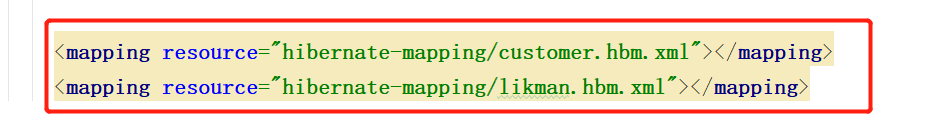 <mapping resource="hibernate-mapping/customer.hbm.xml"></mapping>
<mapping resource="hibernate-mapping/likman.hbm.xml"></mapping>